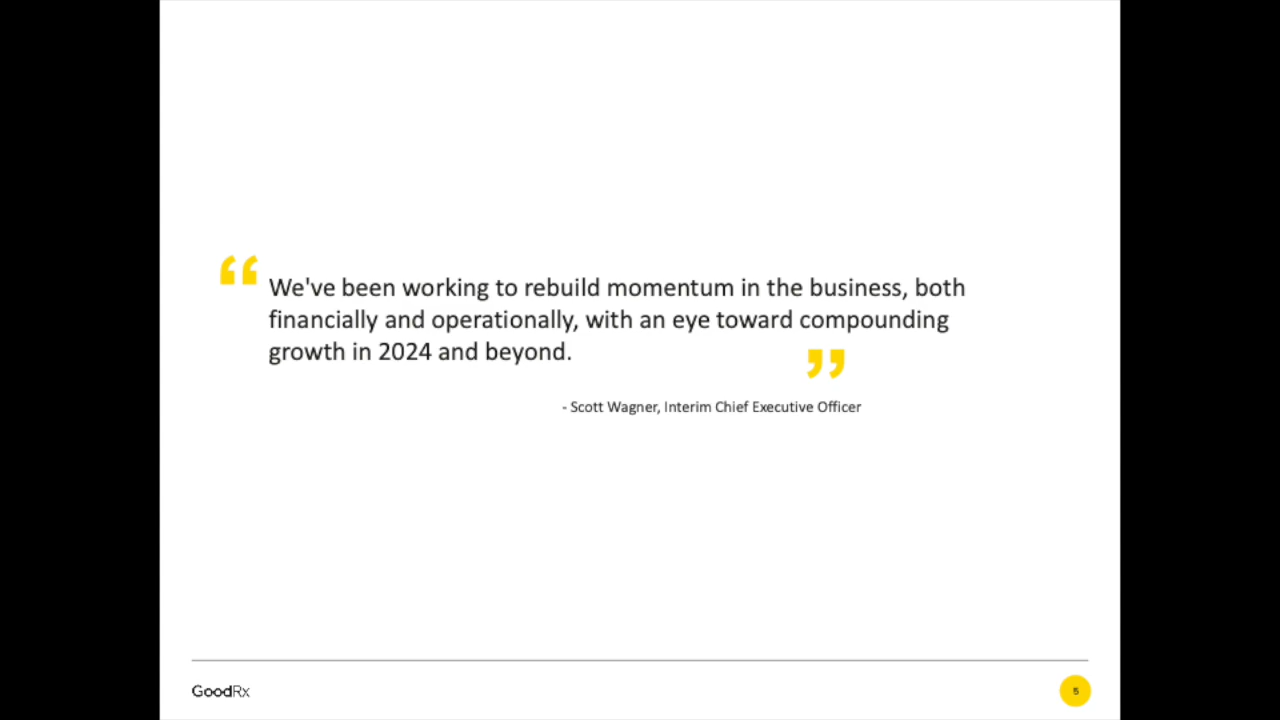 “
We've been working to rebuild momentum in the business, both
financially and operationally, with an eye toward compounding
growth in 2024 and beyond.
”
- Scott Wagner, Interim Chief Executive Officer
GoodRx
5